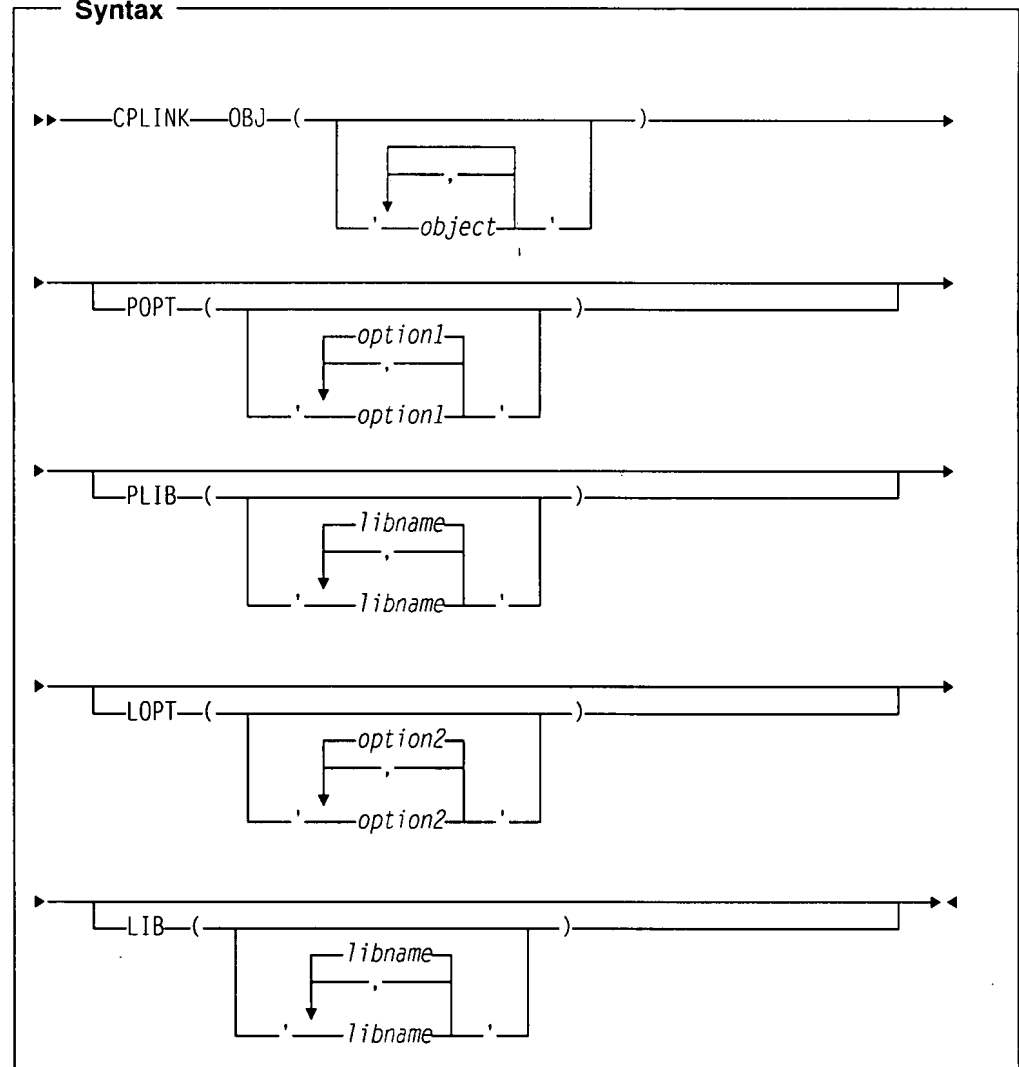 Syntax
CPLINK OBJ ( )
,
' object '
POPT ( )
option1
,
' option1 '
PLIB ( )
libname
,
' libname '
LOPT ( )
option2
,
' option2 '
LIB ( )
libname
,
' libname '